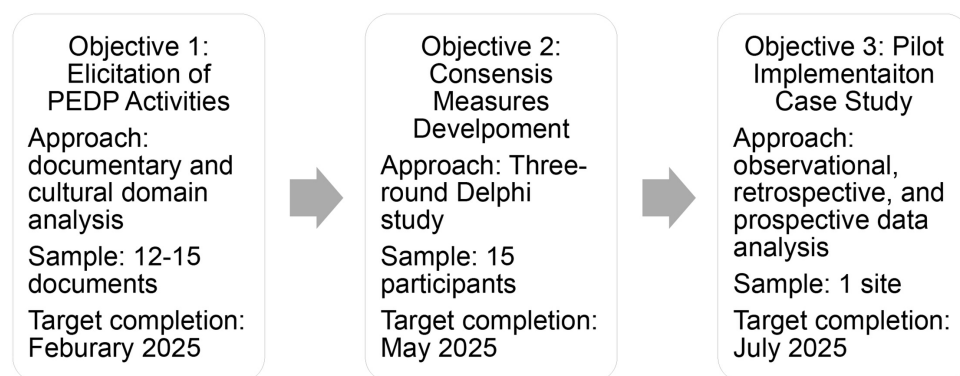 Objective 1:
Elicitation of
PEDP Activities
Approach:
documentary and
cultural domain
analysis
Sample: 12-15
documents
Target completion:
Feburary 2025
Objective 2:
Consensis
Measures
Develpoment
Approach: Three-
round Delphi
study
Sample: 15
participants
Target completion:
May 2025
Objective 3: Pilot
Implementaiton
Case Study
Approach:
observational,
retrospective, and
prospective data
analysis
Sample: 1 site
Target completion:
July 2025